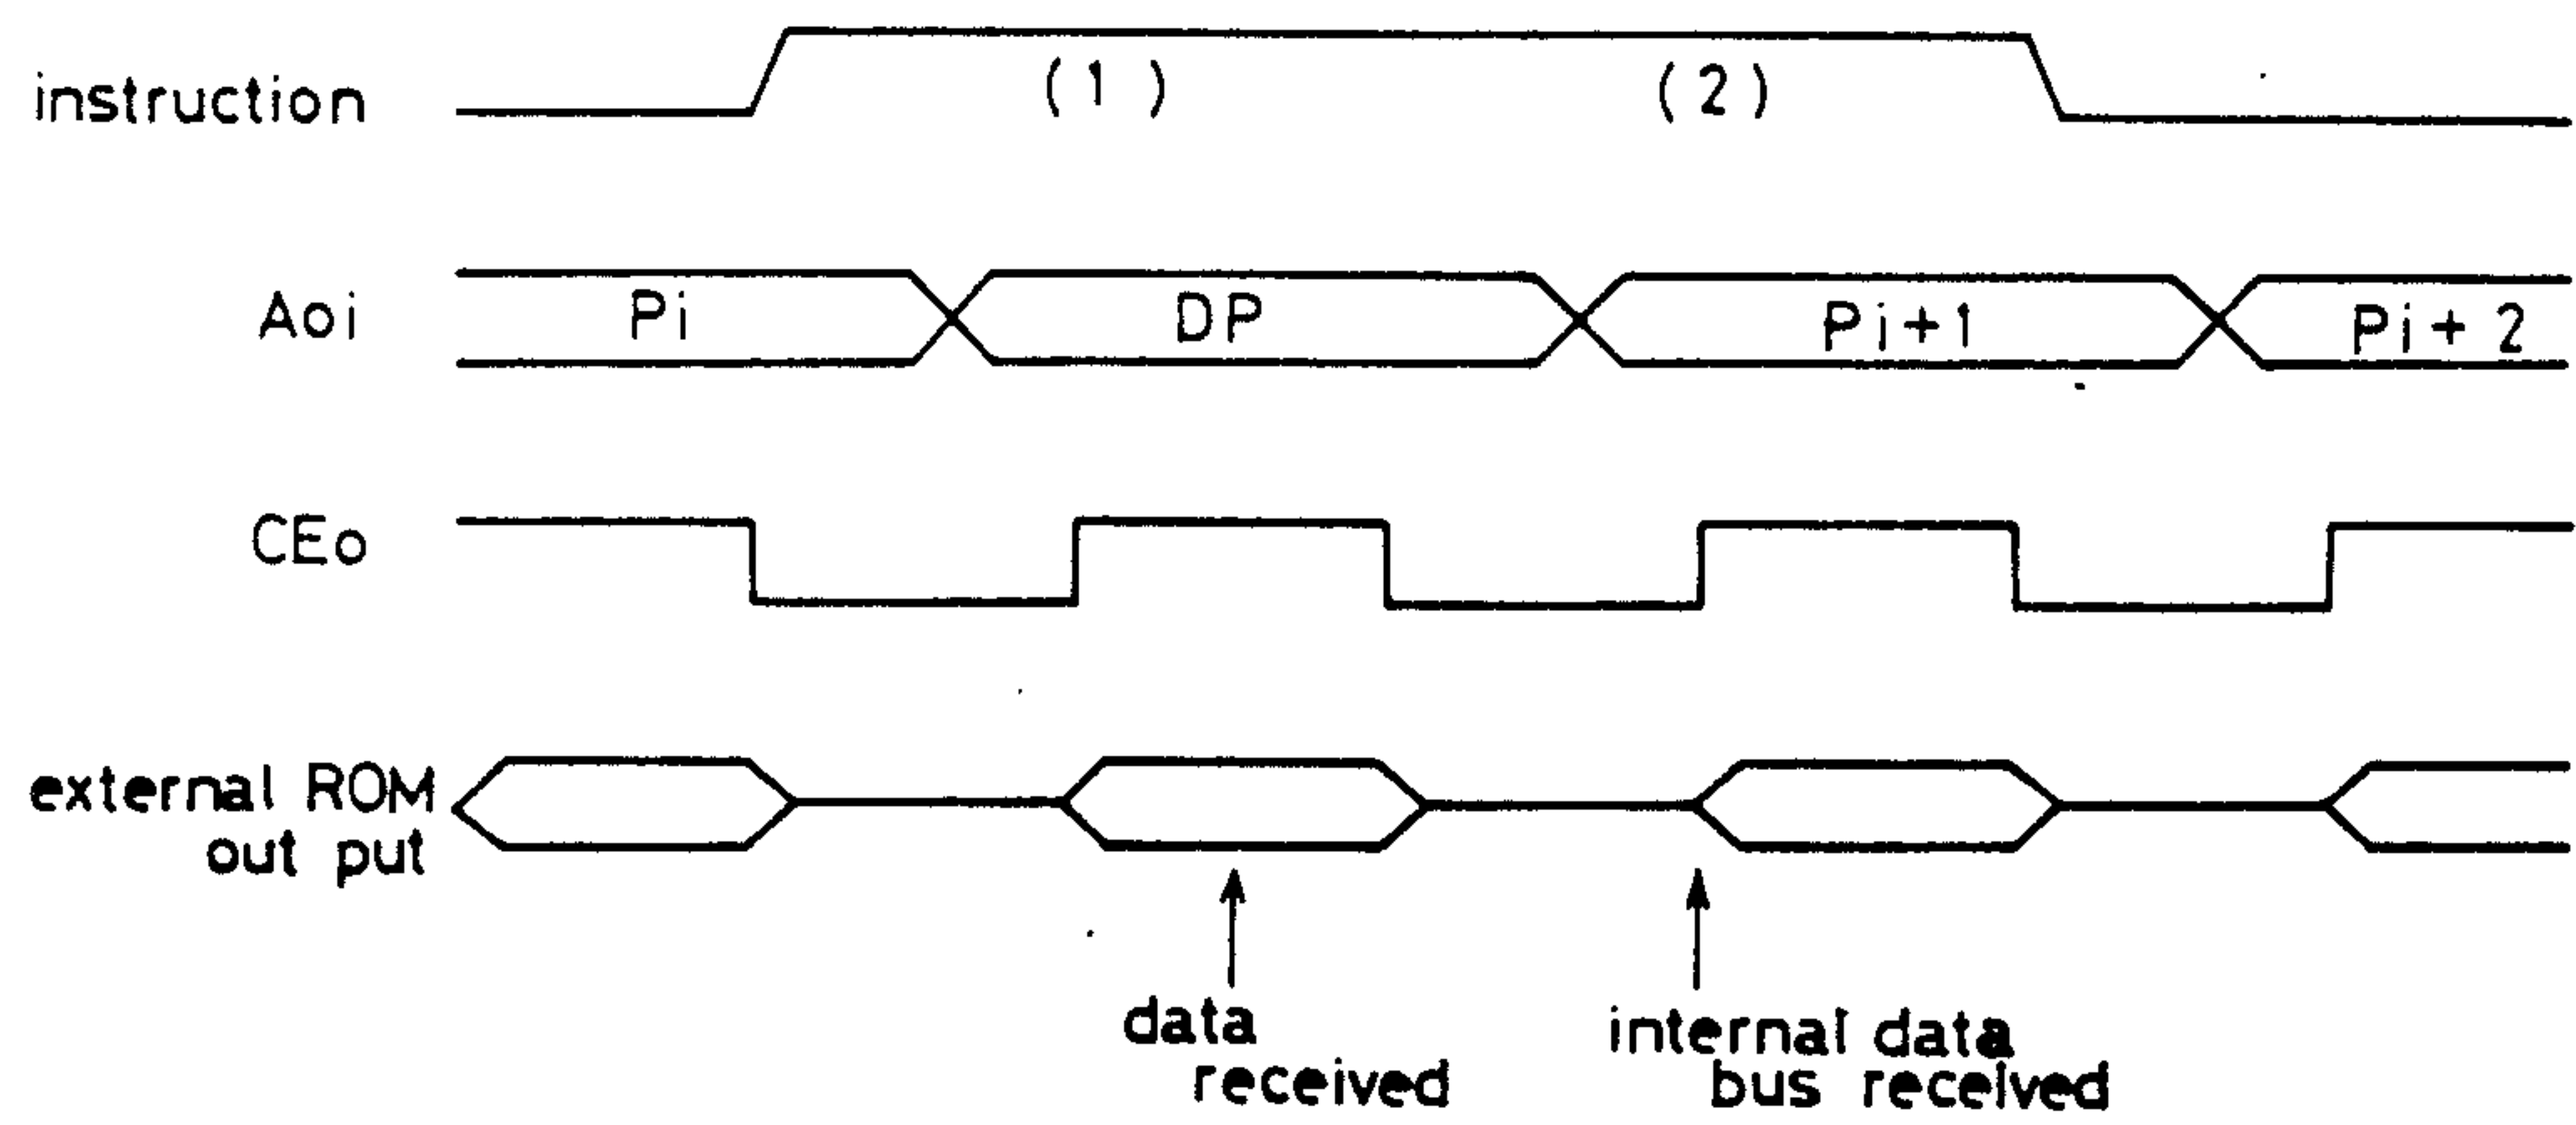 instruction
(1)
(2)
Aoi
Pi
DP
Pi+1
Pi+2
CEo
external ROM
out put
data
received
internal data
bus received